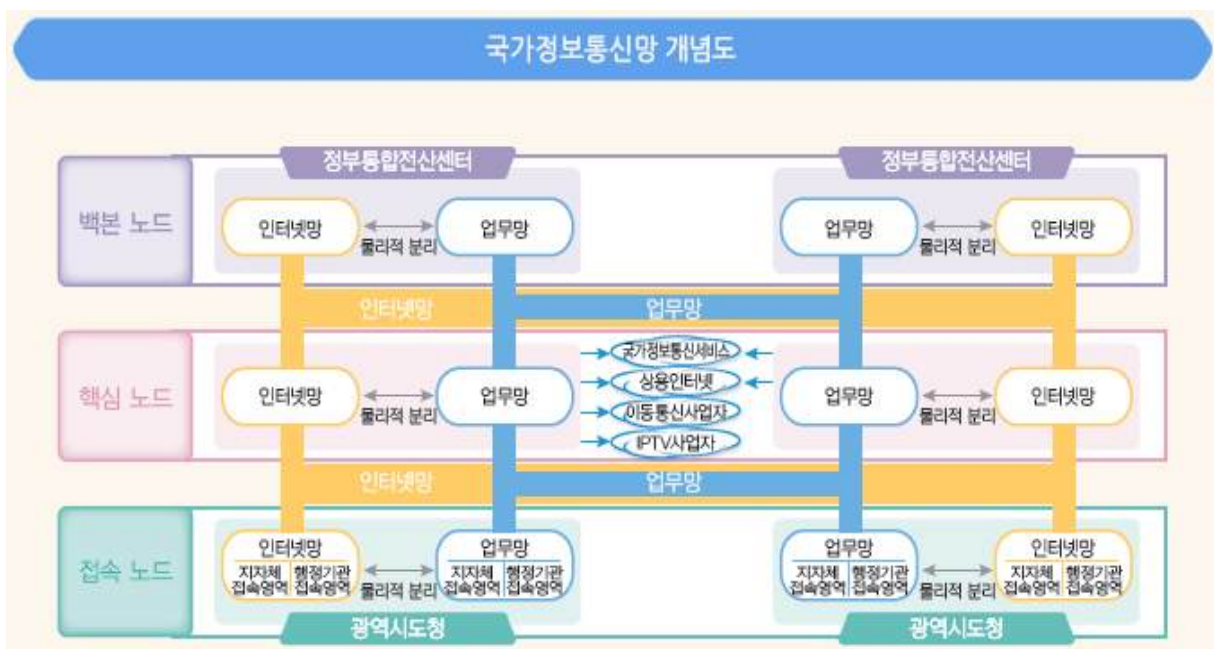 국가정보통신망 개념도
정부통합전산센터
정부통합전산센터
백본 노드
인터넷망
물리적 분리
업무망
업무망
물리적 분리
인터넷망
인터넷망
업무망
핵심 노드
인터넷망
물리적 분리
업무망
국가정보통신서비스
상용인터넷
이동통신사업자
IPTV사업자
업무망
물리적 분리
인터넷망
인터넷망
업무망
접속 노드
인터넷망
지자체 행정기관
접속영역 접속영역
물리적 분리
업무망
지자체 행정기관
접속영역 접속영역
업무망
지자체 행정기관
접속영역 접속영역
물리적 분리
인터넷망
지자체 행정기관
접속영역 접속영역
광역시도청
광역시도청